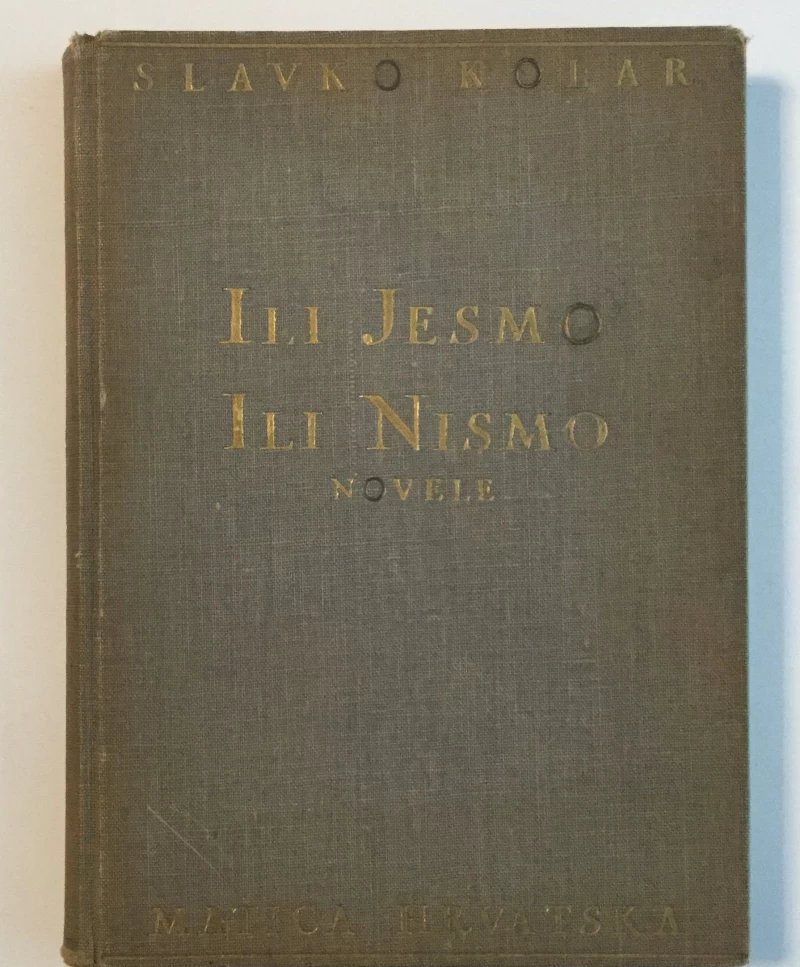 SLAVKO KOLAR
ILI JESMO
ILI NISMO
NOVELE
MATICA HRVATSKA